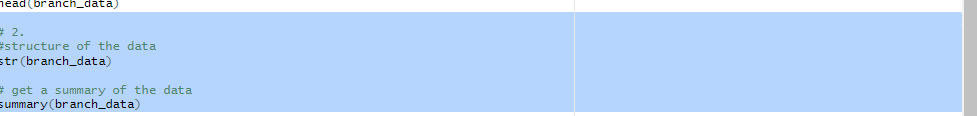 head(branch_data)
# 2.
#structure of the data
str(branch_data)
# get a summary of the data
summary(branch_data)